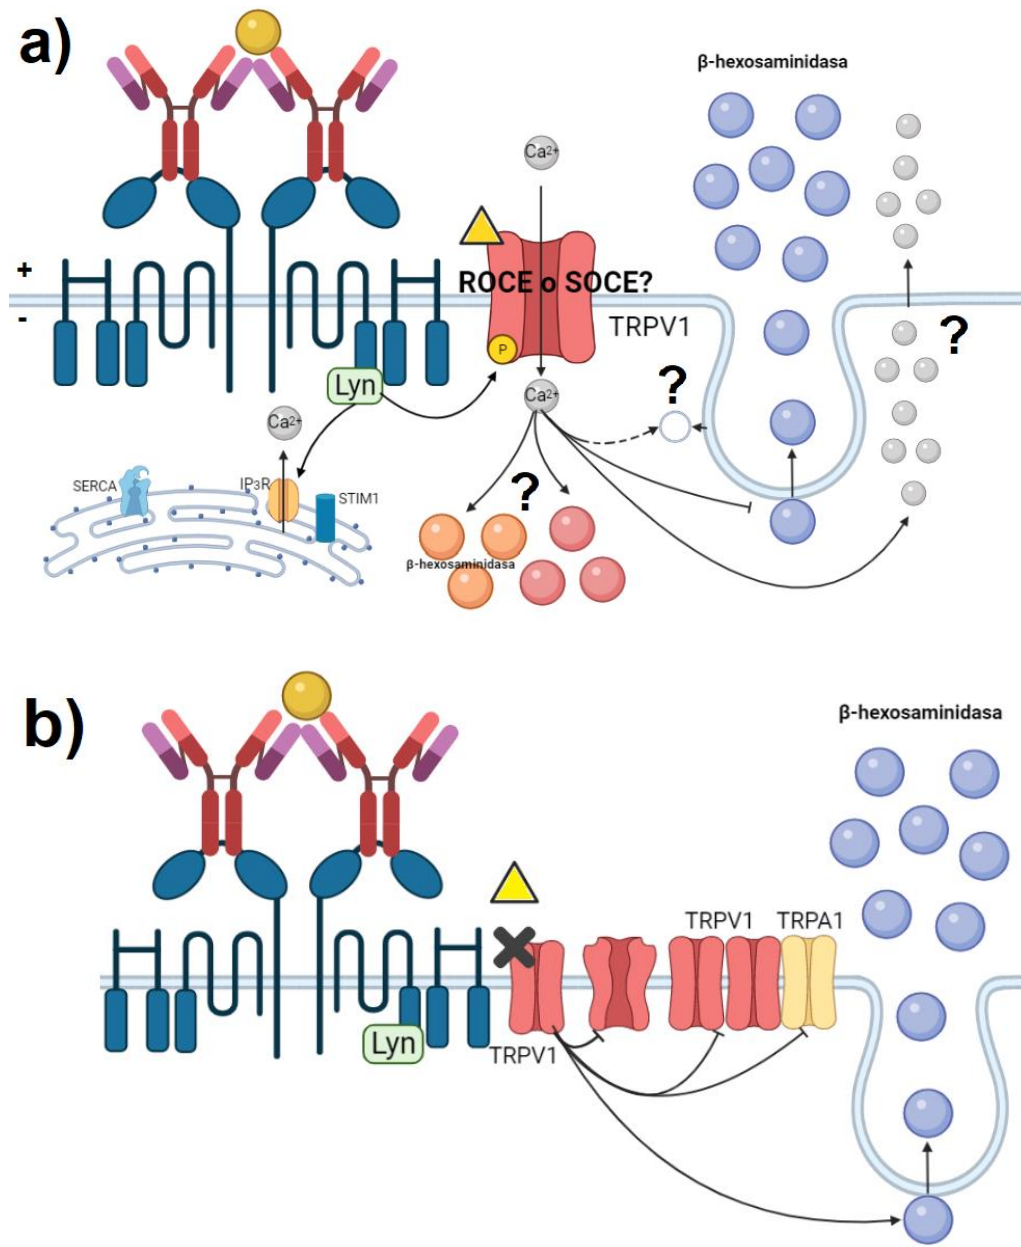 a)
β-hexosaminidasa
Ca2+
+
-
ROCE o SOCE?
TRPV1
P
Lyn
?
?
Ca2+
Ca2+
SERCA
IP3R
STIM1
?
β-hexosaminidasa
b)
β-hexosaminidasa
TRPV1 TRPA1
Lyn
TRPV1